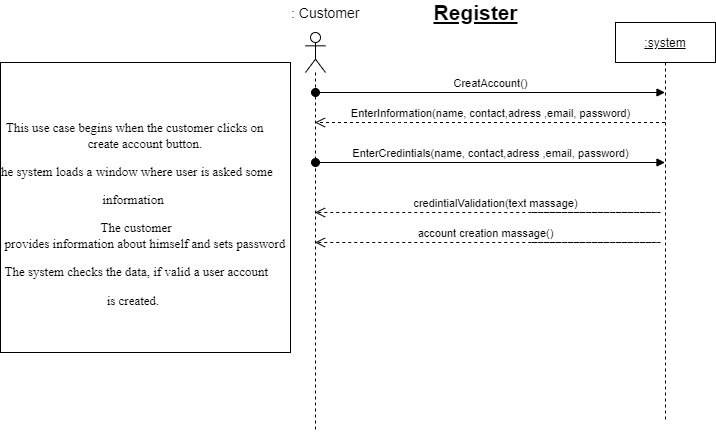 : Customer
Register
:system
CreatAccount()
EnterInformation(name, contact,adress ,email, password)
EnterCredintials(name, contact,adress ,email, password)
credintialValidation(text massage)
account creation massage()
This use case begins when the customer clicks on
create account button.
he system loads a window where user is asked some
information
The customer
provides information about himself and sets password
The system checks the data, if valid a user account
is created.